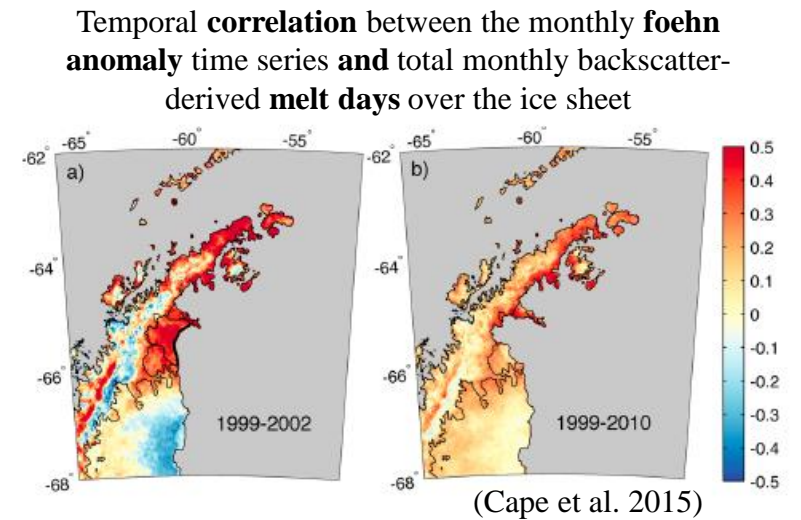 Temporal correlation between the monthly foehn
anomaly time series and total monthly backscatter-
derived melt days over the ice sheet
-65° -60° -55° -65° -60° -55°
-62° -62°
a) b)
-64° -64°
-66° -66°
1999-2002 1999-2010
-68° -68°
0.5
0.4
0.3
0.2
0.1
0
-0.1
-0.2
-0.3
-0.4
-0.5
(Cape et al. 2015)